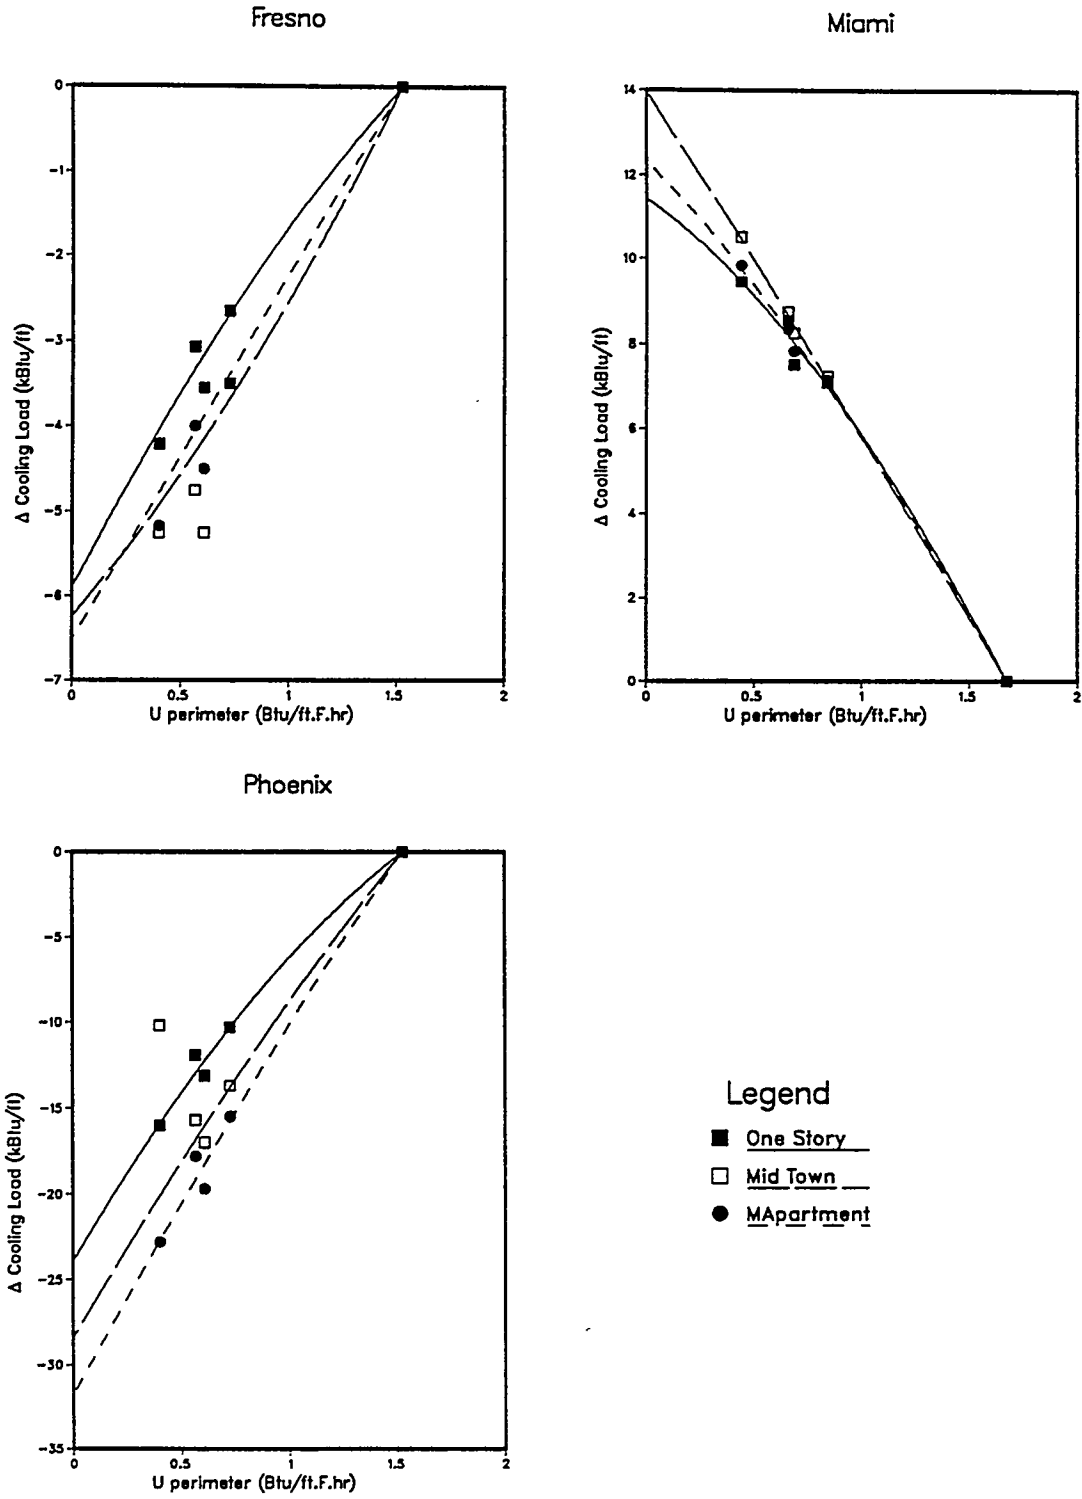 Fresno
0
-1
-2
-3
-4
-5
-6
-7
Δ Cooling Load (kBtu/ft)
0 0.5 1 1.5 2
U perimeter (Btu/ft.F.hr)
Miami
14
12
10
8
6
4
2
0
Δ Cooling Load (kBtu/ft)
0 0.5 1 1.5 2
U perimeter (Btu/ft.F.hr)
Phoenix
0
-5
-10
-15
-20
-25
-30
-35
Δ Cooling Load (kBtu/ft)
0 0.5 1 1.5 2
U perimeter (Btu/ft.F.hr)
Legend
One Story
Mid Town
MApartment